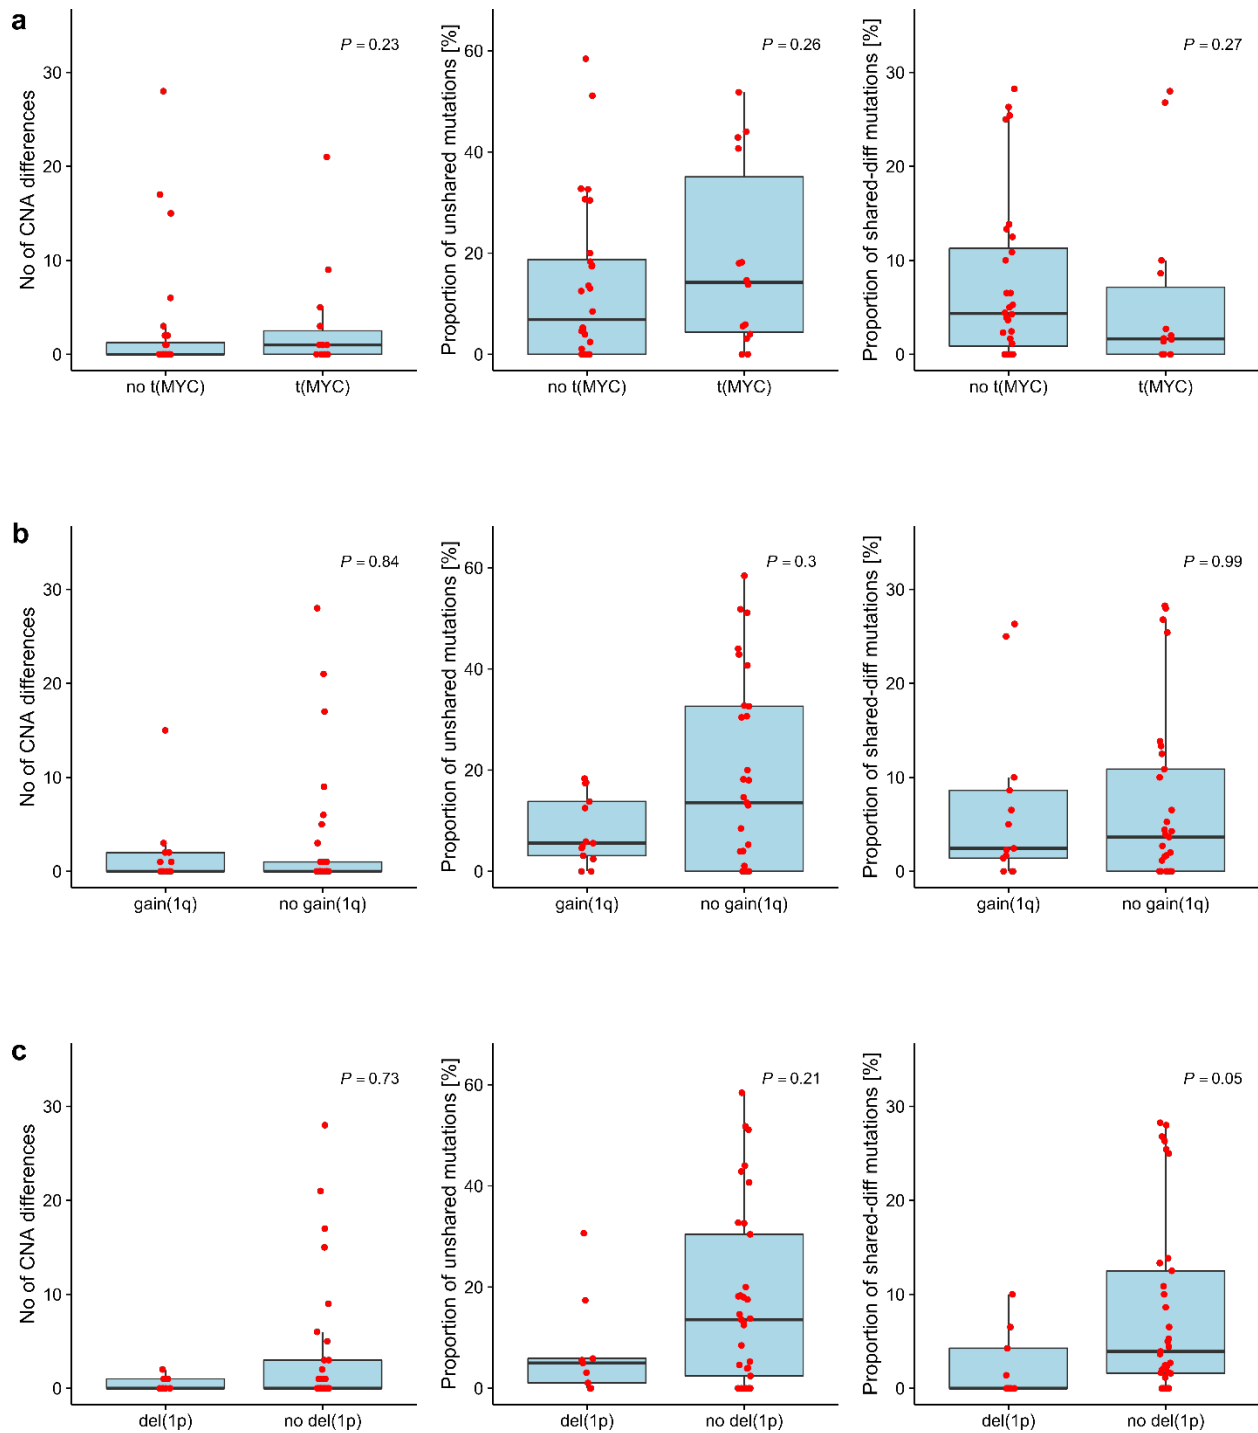 a
No of CNA differences
30
20
10
0
P = 0.23
no t(MYC)
t(MYC)
Proportion of unshared mutations [%]
60
40
20
0
P = 0.26
no t(MYC)
t(MYC)
Proportion of shared-diff mutations [%]
30
20
10
0
P = 0.27
no t(MYC)
t(MYC)
b
No of CNA differences
30
20
10
0
P = 0.84
gain(1q)
no gain(1q)
Proportion of unshared mutations [%]
60
40
20
0
P = 0.3
gain(1q)
no gain(1q)
Proportion of shared-diff mutations [%]
30
20
10
0
P = 0.99
gain(1q)
no gain(1q)
c
No of CNA differences
30
20
10
0
P = 0.73
del(1p)
no del(1p)
Proportion of unshared mutations [%]
60
40
20
0
P = 0.21
del(1p)
no del(1p)
Proportion of shared-diff mutations [%]
30
20
10
0
P = 0.05
del(1p)
no del(1p)